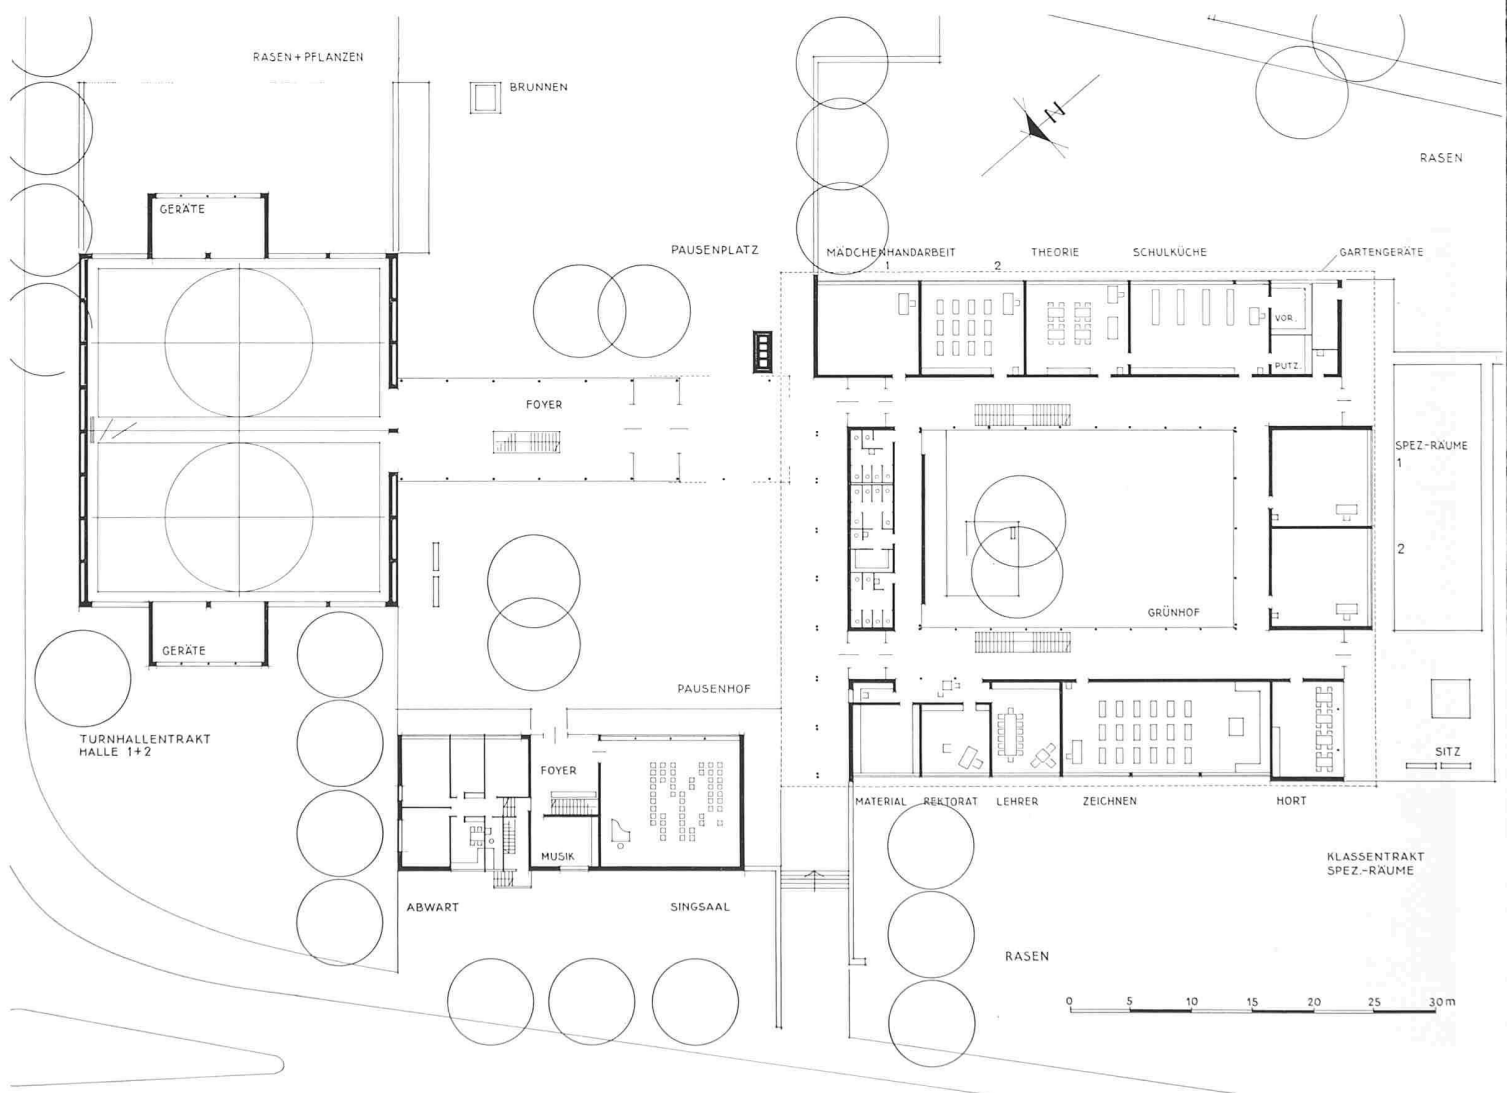 RASEN + PFLANZEN
BRUNNEN
N
RASEN
GERÄTE
PAUSENPLATZ
MÄDCHENHANDARBEIT
1
2
THEORIE
SCHULKÜCHE
GARTENGERÄTE
VOR.
PUTZ.
FOYER
SPEZ-RÄUME
1
2
GRÜNHOF
GERÄTE
PAUSENHOF
TURNHALLENTRAKT
HALLE 1+2
FOYER
MUSIK
SITZ
MATERIAL
REKTORAT
LEHRER
ZEICHNEN
HORT
KLASSENTRAKT
SPEZ.-RÄUME
ABWART
SINGSAAL
RASEN
0 5 10 15 20 25 30 m